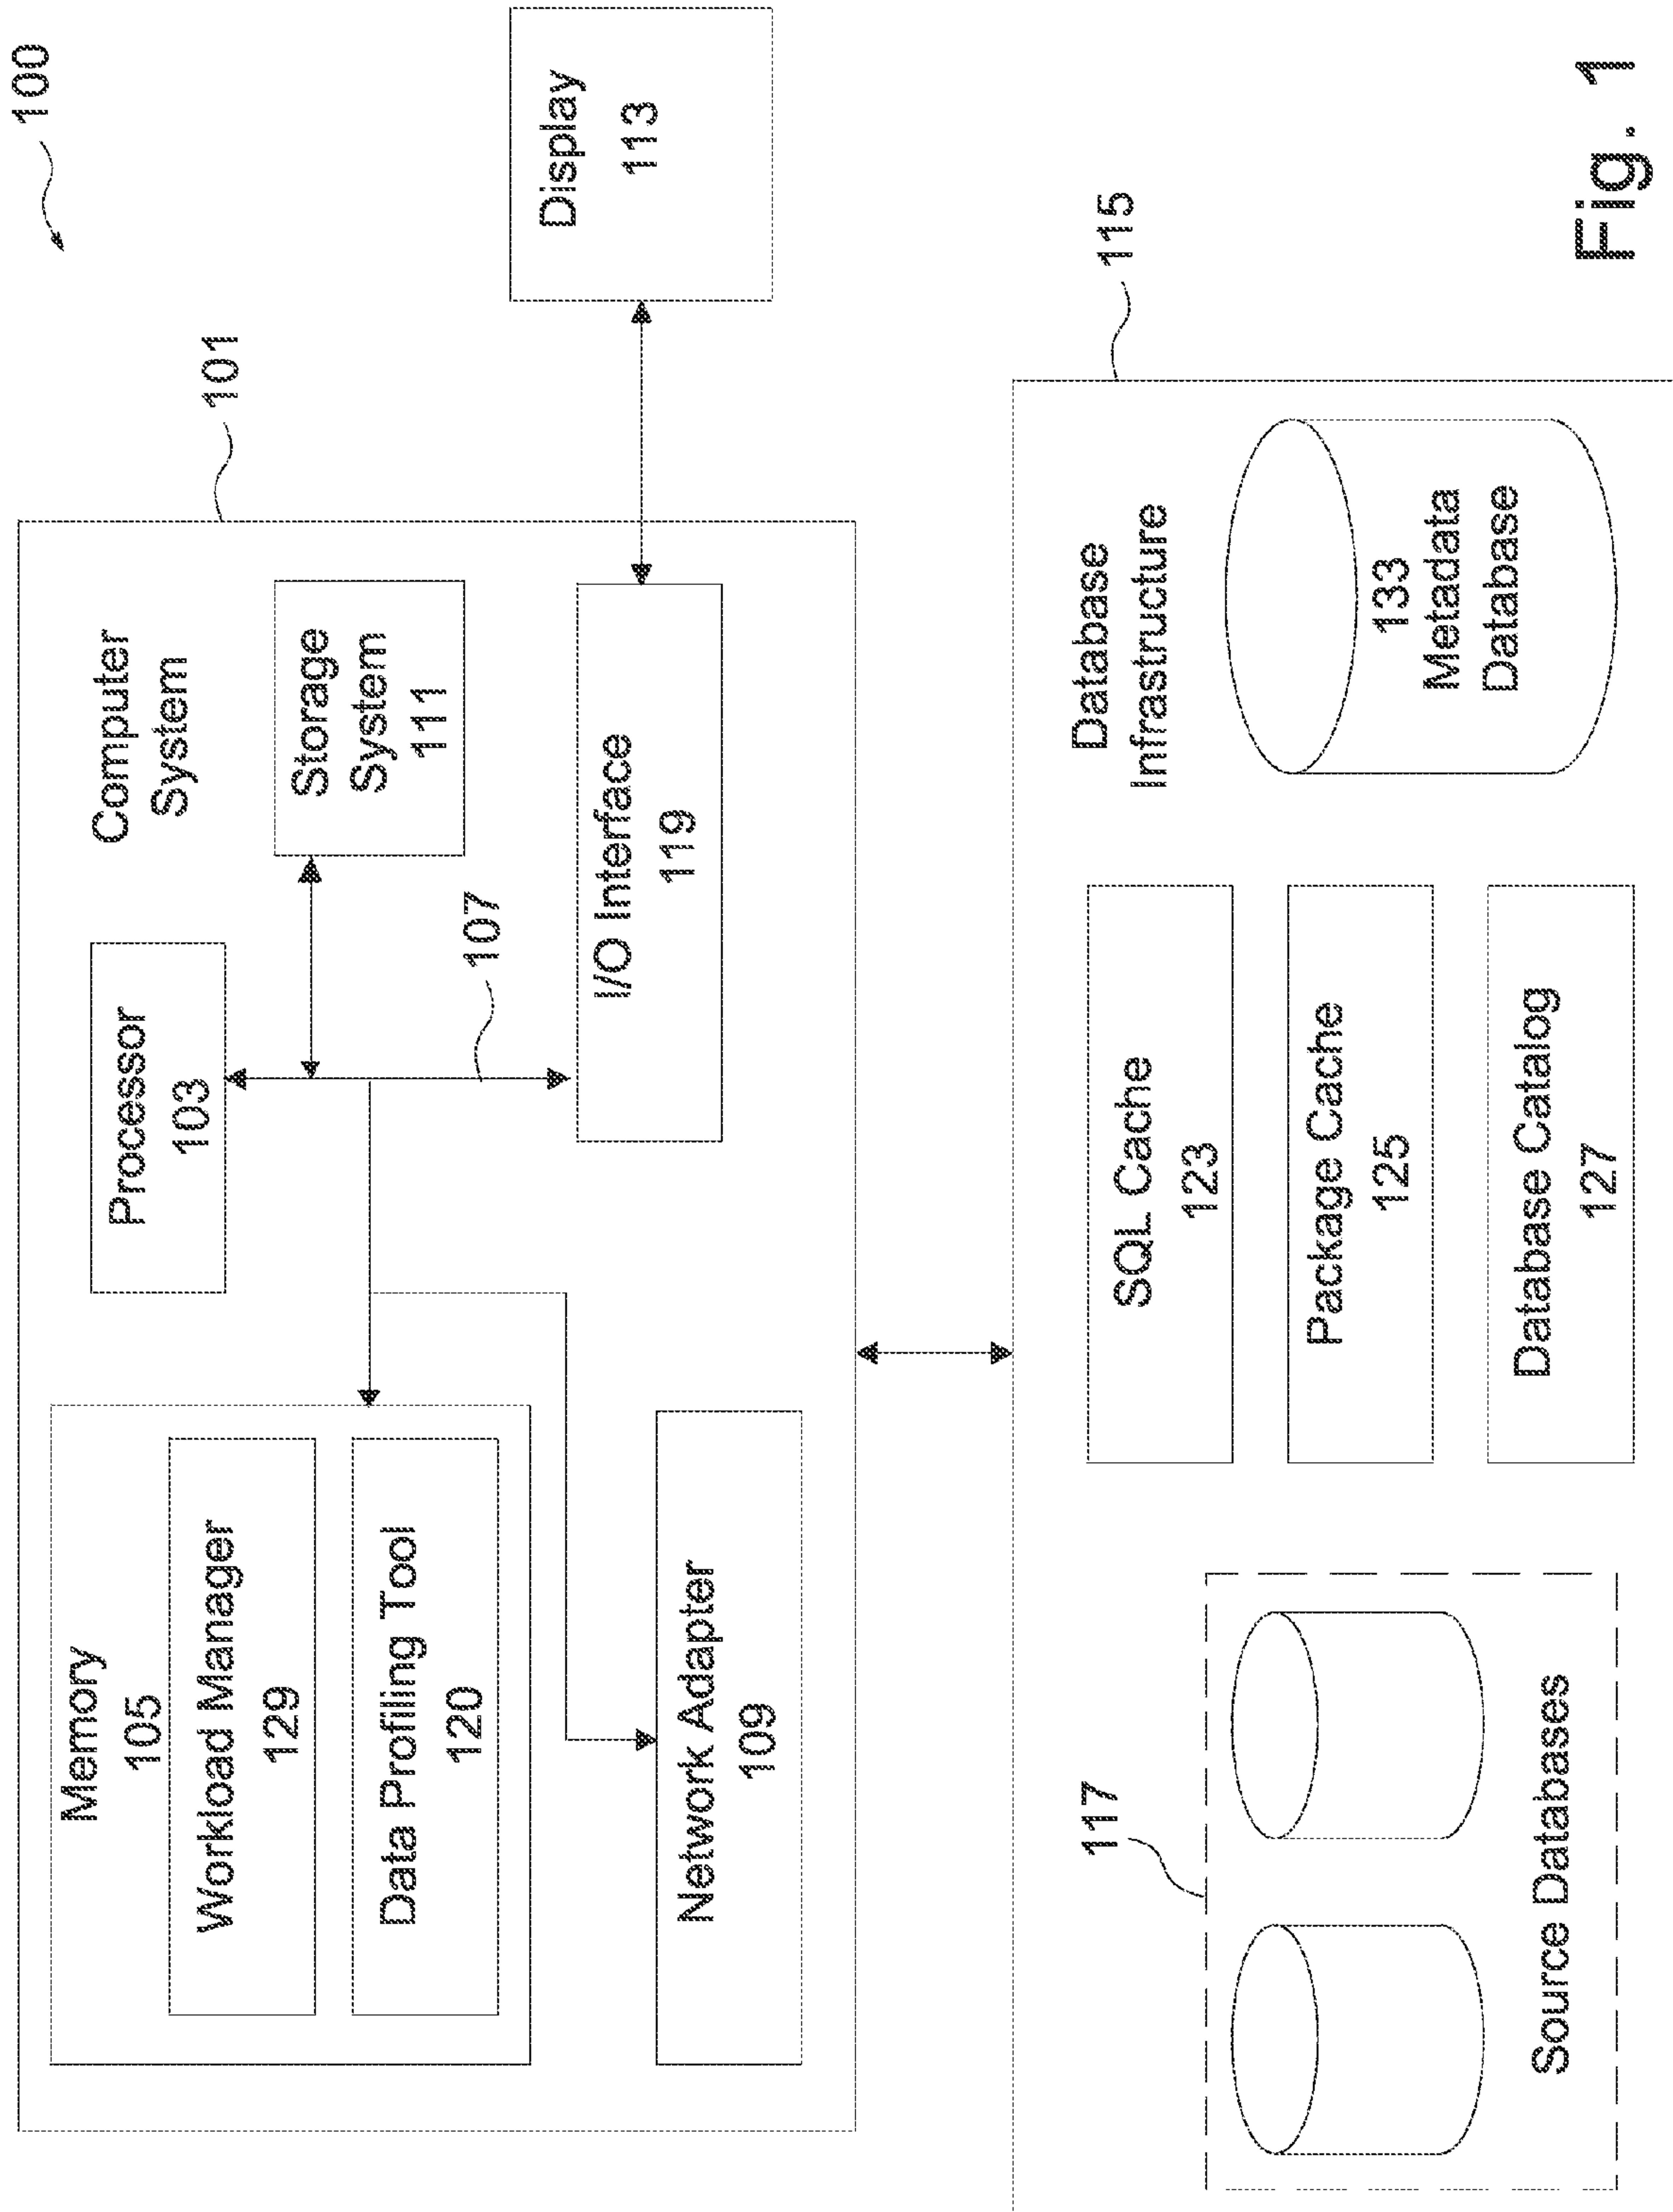 100
101
Computer
System
Memory
105
Workload Manager
129
Data Profiling Tool
120
Processor
103
Storage
System
111
107
I/O Interface
119
Network Adapter
109
Display
113
115
Database
Infrastructure
117
Source Databases
SQL Cache
123
Package Cache
125
Database Catalog
127
133
Metadata
Database
Fig. 1